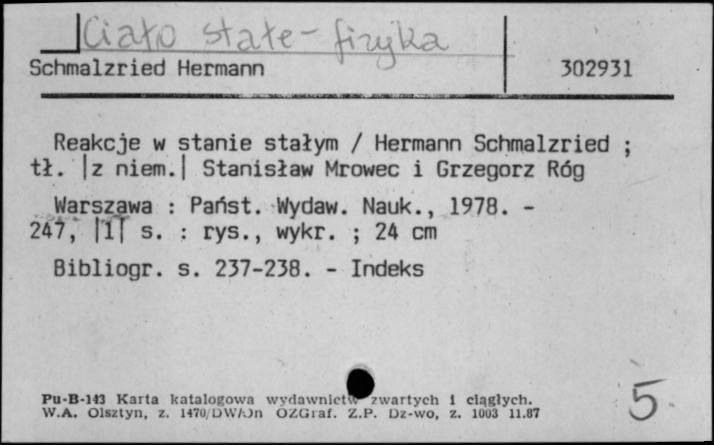 Ciało stałe - fizyka
Schmalzried Hermann 302931
Reakcje w stanie stałym / Hermann Schmalzried ;
tł. |z niem.| Stanisław Mrowec i Grzegorz Róg
Warszawa : Państ. Wydaw. Nauk., 1978. -
247, |1| s. : rys., wykr. ; 24 cm
Bibliogr. s. 237-238. - Indeks
Pu-B-143 Karta katalogowa wydawnictw zwartych i ciągłych.
W.A. Olsztyn, z. 1470/DW/Jn OZGraf. Z.P. Dz-wo, z. 1003 11.87
5.